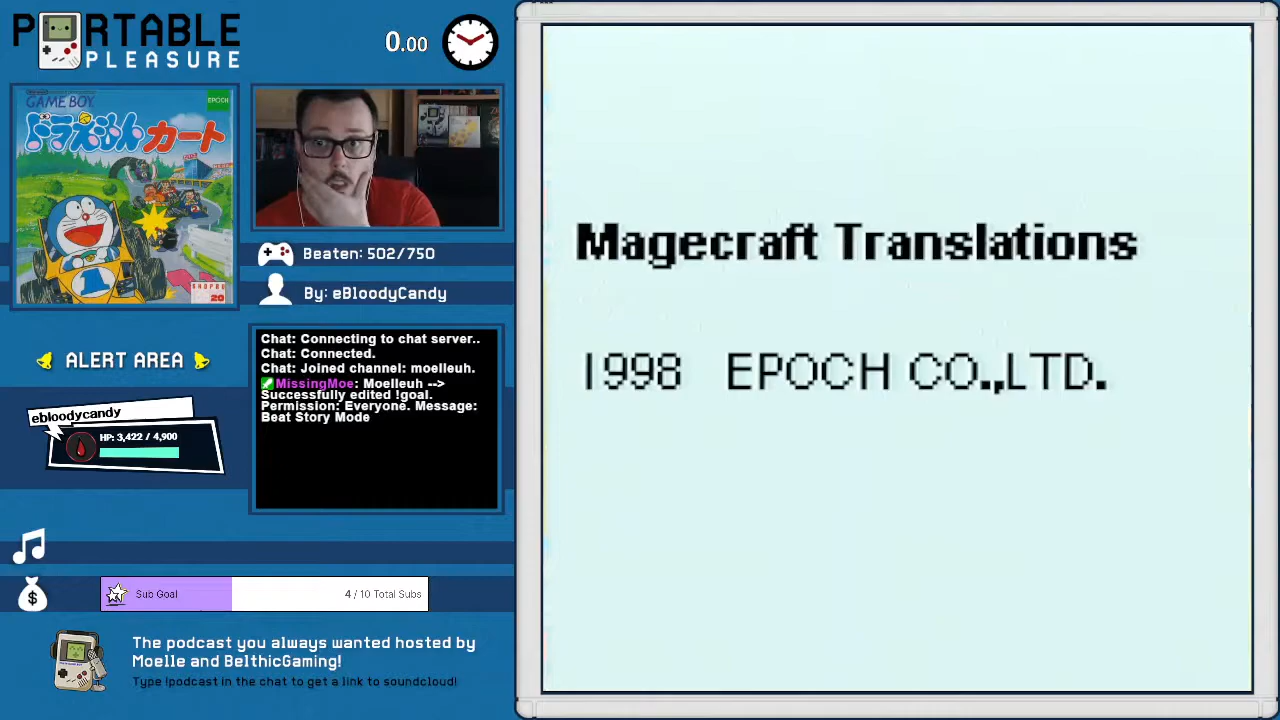 PORTABLE
PLEASURE
0.00
GAME BOY
EPOCH
ドラえもんカート
20
Beaten: 502/750
By: eBloodyCandy
ALERT AREA
ebloodycandy
HP: 3,422 / 4,900
Chat: Connecting to chat server..
Chat: Connected.
Chat: Joined channel: moelleuh.
MissingMoe: Moelleuh -->
Successfully edited !goal.
Permission: Everyone. Message:
Beat Story Mode
Sub Goal
4 / 10 Total Subs
The podcast you always wanted hosted by
Moelle and BelthicGaming!
Type !podcast in the chat to get a link to soundcloud!
Magecraft Translations
1998 EPOCH CO.,LTD.